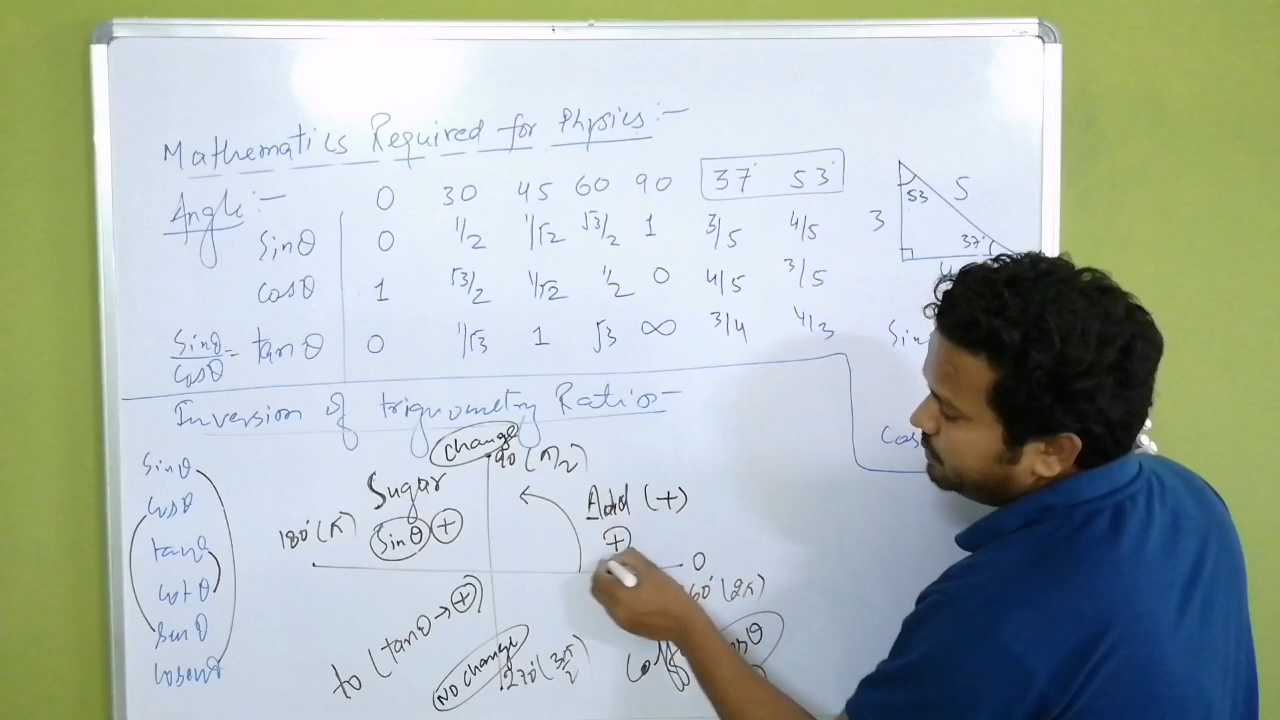 Mathematics Required for Physics:-
Angle:- 0 30 45 60 90 37° 53°
Sinθ 0 1/2 1/√2 √3/2 1 3/5 4/5
cosθ 1 √3/2 1/√2 1/2 0 4/5 3/5
Sinθ/cosθ = tanθ 0 1/√3 1 √3 ∞ 3/4 4/3
53 5
3
37°
4
Sin
Cos
Inversion of trignometry Ratio-
Sinθ
Cosθ
tanθ
cotθ
Change
90 (π/2)
Sugar
Sinθ +
180° (π)
Add (+)
+
0
360° (2π)
to (tanθ → +)
No change
270° (3π/2)